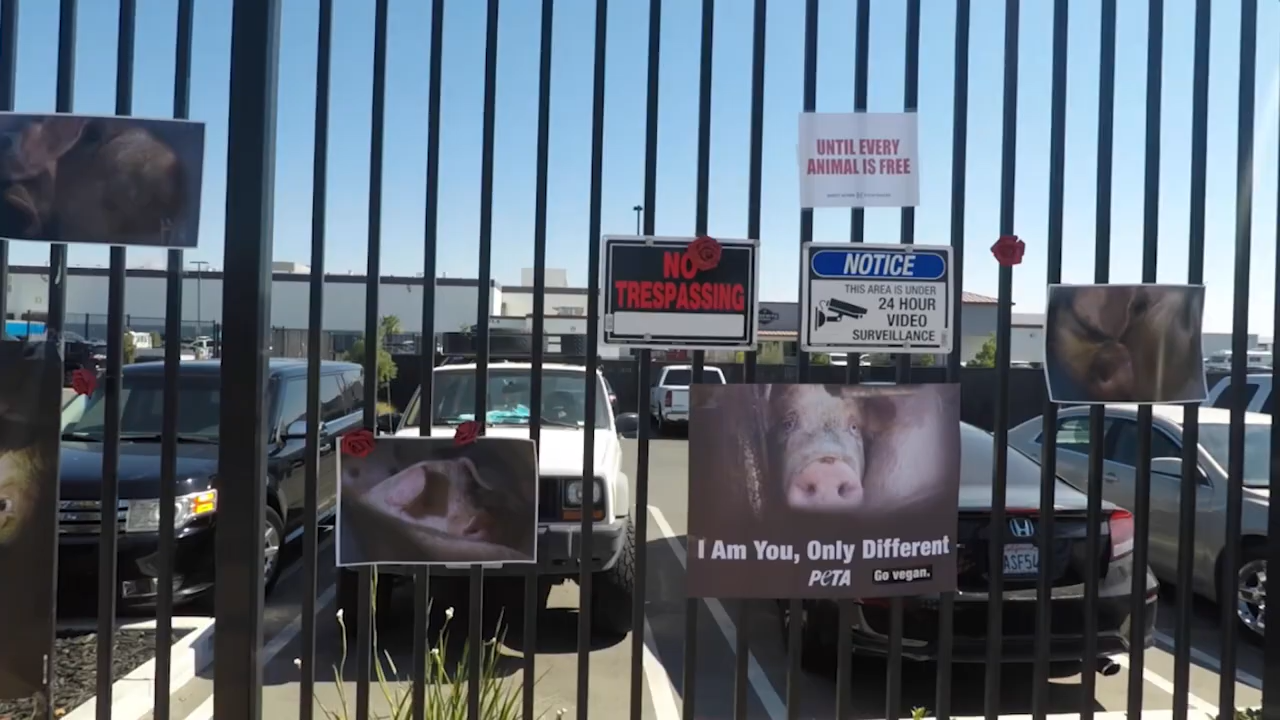 UNTIL EVERY
ANIMAL IS FREE
NO
TRESPASSING
NOTICE
THIS AREA IS UNDER
24 HOUR
VIDEO
SURVEILLANCE
I Am You, Only Different
PeTA
Go vegan.